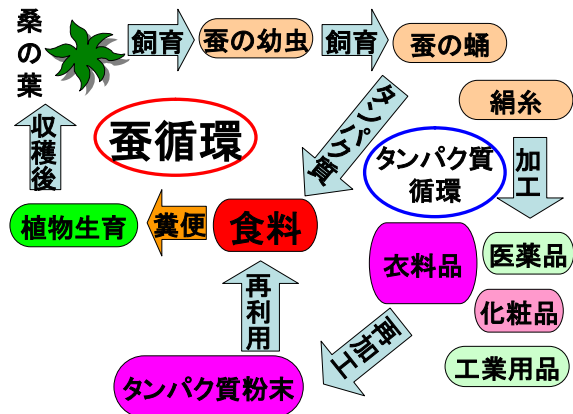 桑の葉
飼育
蚕の幼虫
飼育
蚕の蛹
絹糸
タンパク質
加工
収穫後
蚕循環
タンパク質
循環
植物生育
糞便
食料
衣料品
医薬品
化粧品
工業用品
再利用
再加工
タンパク質粉末